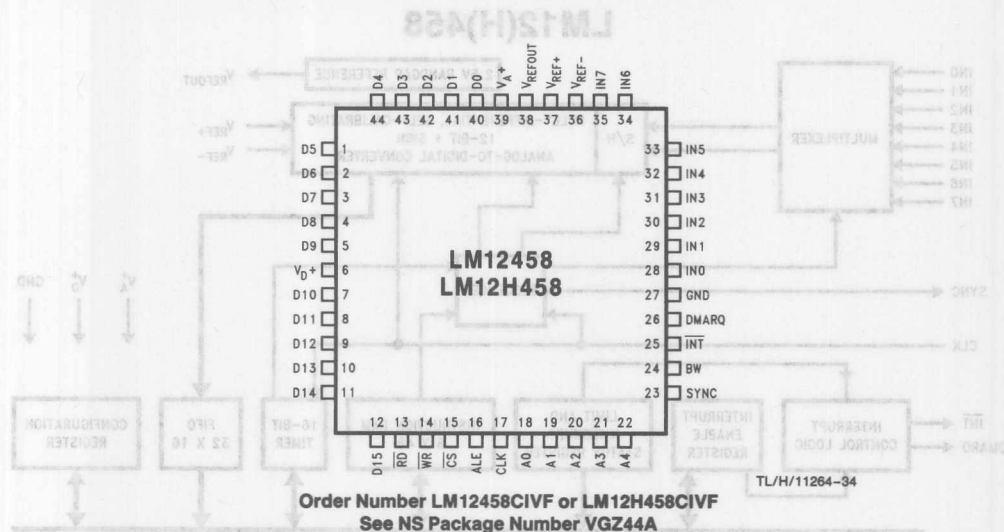 LM12(H)458
D4 D3 D2 D1 D0 VA+ VREFOUT VREF+ VREF- IN7 IN6
44 43 42 41 40 39 38 37 36 35 34
D5 1
D6 2
D7 3
D8 4
D9 5
VD+ 6
D10 7
D11 8
D12 9
D13 10
D14 11
33 IN5
32 IN4
31 IN3
30 IN2
29 IN1
28 IN0
27 GND
26 DMARQ
25 INT
24 BW
23 SYNC
LM12458
LM12H458
12 13 14 15 16 17 18 19 20 21 22
D15 RD WR CS ALE CLK A0 A1 A2 A3 A4
TL/H/11264-34
Order Number LM12458CIVF or LM12H458CIVF
See NS Package Number VGZ44A